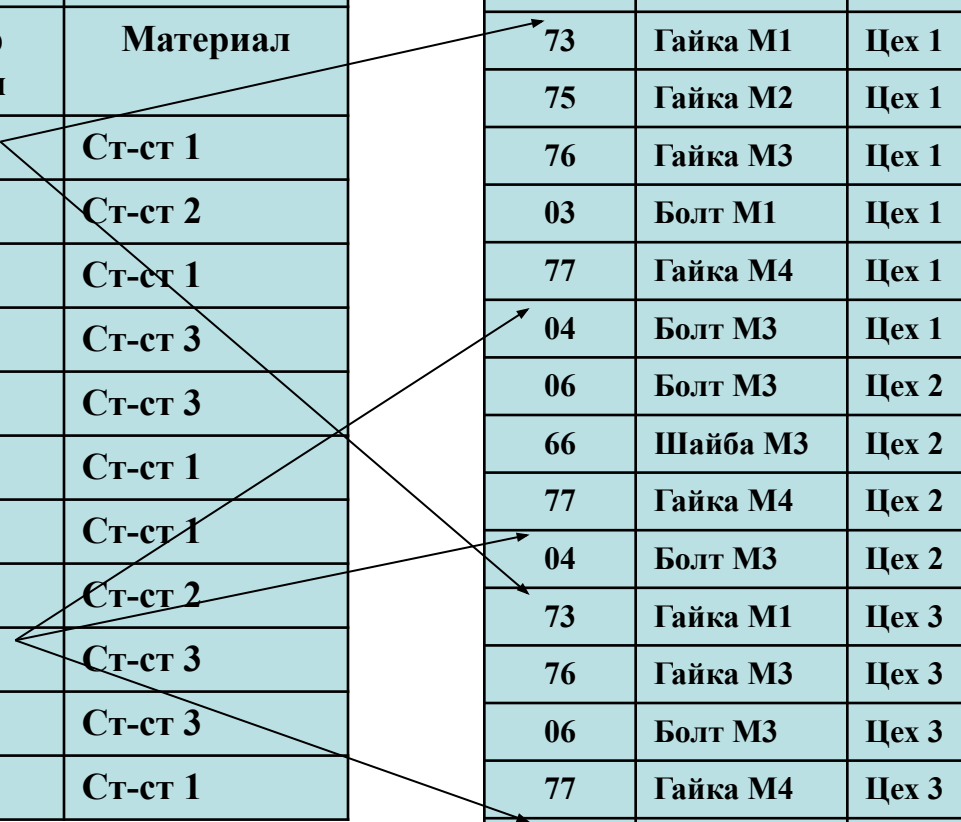 Материал
Ст-ст 1
Ст-ст 2
Ст-ст 1
Ст-ст 3
Ст-ст 3
Ст-ст 1
Ст-ст 1
Ст-ст 2
Ст-ст 3
Ст-ст 3
Ст-ст 1
73 Гайка М1 Цех 1
75 Гайка М2 Цех 1
76 Гайка М3 Цех 1
03 Болт М1 Цех 1
77 Гайка М4 Цех 1
04 Болт М3 Цех 1
06 Болт М3 Цех 2
66 Шайба М3 Цех 2
77 Гайка М4 Цех 2
04 Болт М3 Цех 2
73 Гайка М1 Цех 3
76 Гайка М3 Цех 3
06 Болт М3 Цех 3
77 Гайка М4 Цех 3